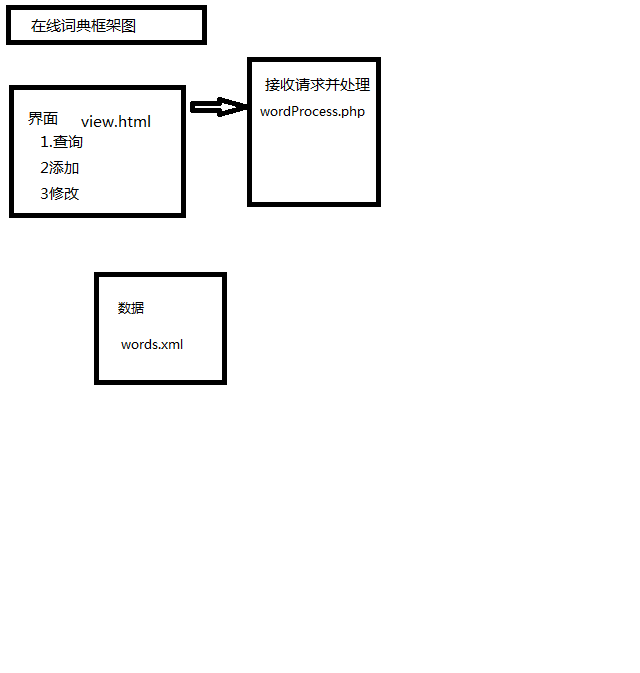 在线词典框架图
接收请求并处理
wordProcess.php
界面 view.html
1.查询
2添加
3修改
数据
words.xml